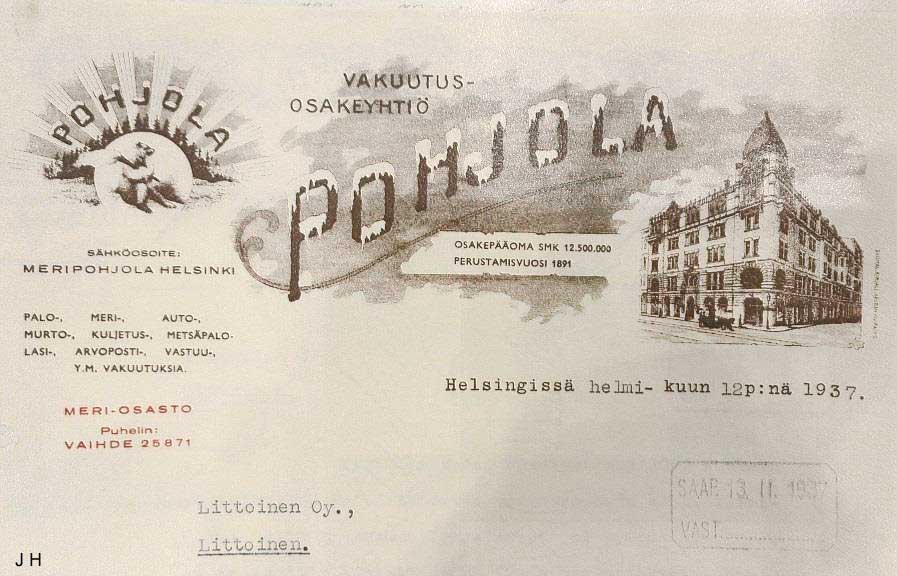 POHJOLA
VAKUUTUS-
OSAKEYHTIÖ
POHJOLA
OSAKEPÄÄOMA SMK 12.500.000
PERUSTAMISVUOSI 1891
SÄHKÖOSOITE:
MERIPOHJOLA HELSINKI
PALO-, MERI-, AUTO-,
MURTO-, KULJETUS-, METSÄPALO-
LASI-, ARVOPOSTI-, VASTUU-,
Y.M. VAKUUTUKSIA.
MERI-OSASTO
Puhelin:
VAIHDE 25871
Helsingissä helmi- kuun 12p:nä 1937.
SAAP. 13. II. 1937
VAST.
Littoinen Oy.,
Littoinen.
J H